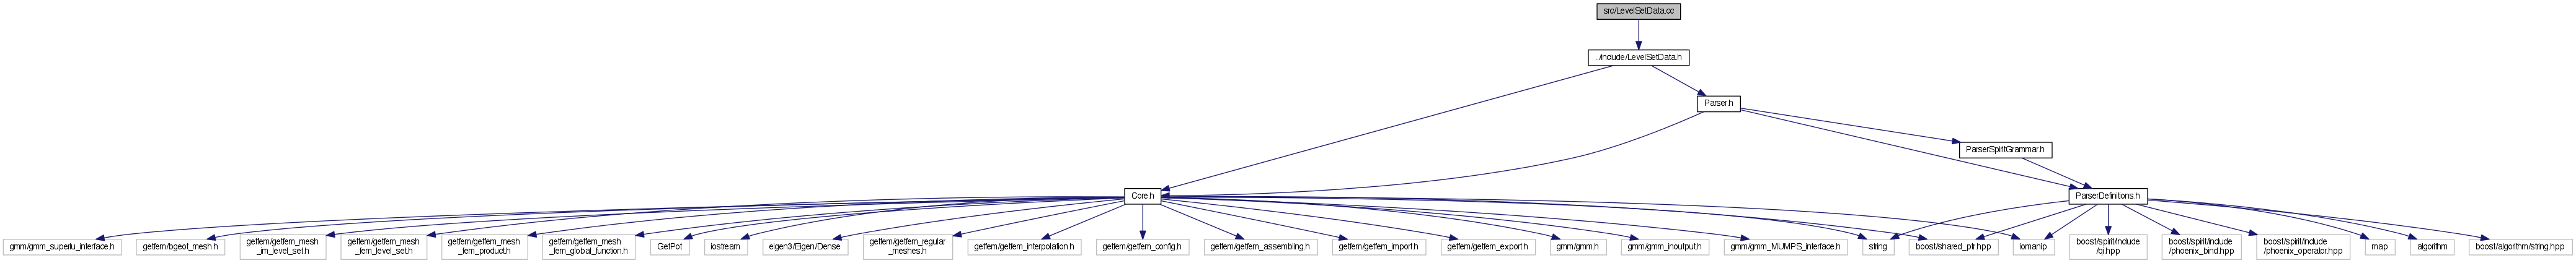 src/LevelSetData.cc
../include/LevelSetData.h
Parser.h
ParserSpiritGrammar.h
Core.h
ParserDefinitions.h
gmm/gmm_superlu_interface.h
getfem/bgeot_mesh.h
getfem/getfem_mesh
_im_level_set.h
getfem/getfem_mesh
_fem_level_set.h
getfem/getfem_mesh
_fem_product.h
getfem/getfem_mesh
_fem_global_function.h
GetPot
iostream
eigen3/Eigen/Dense
getfem/getfem_regular
_meshes.h
getfem/getfem_interpolation.h
getfem/getfem_config.h
getfem/getfem_assembling.h
getfem/getfem_import.h
getfem/getfem_export.h
gmm/gmm.h
gmm/gmm_inoutput.h
gmm/gmm_MUMPS_interface.h
string
boost/shared_ptr.hpp
iomanip
boost/spirit/include
/qi.hpp
boost/spirit/include
/phoenix_bind.hpp
boost/spirit/include
/phoenix_operator.hpp
map
algorithm
boost/algorithm/string.hpp